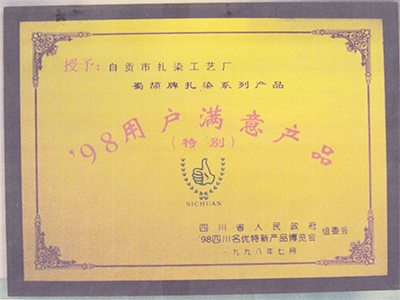 授予：自贡市扎染工艺厂
蜀颉牌扎染系列产品
'98用户满意产品
(特别)
SICHUAN
四川省人民政府
'98四川名优特新产品博览会 组委会
一九九八年七月